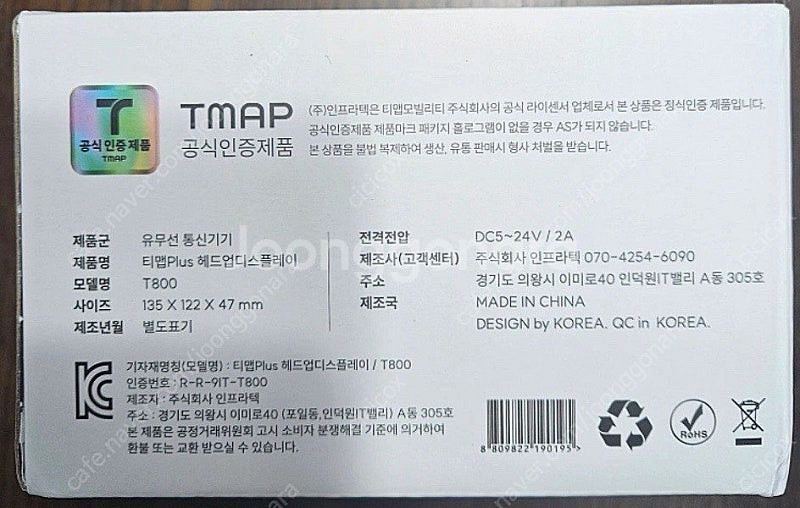 공식 인증 제품
TMAP
TMAP
공식인증제품
(주)인프라텍은 티맵모빌리티 주식회사의 공식 라이센서 업체로서 본 상품은 정식인증 제품입니다.
공식인증제품 제품마크 패키지 홀로그램이 없을 경우 AS가 되지 않습니다.
본 상품을 불법 복제하여 생산, 유통 판매시 형사 처벌을 받습니다.
제품군 유무선 통신기기
제품명 티맵Plus 헤드업디스플레이
모델명 T800
사이즈 135 X 122 X 47 mm
제조년월 별도표기
전격전압 DC5~24V / 2A
제조사(고객센터) 주식회사 인프라텍 070-4254-6090
주소 경기도 의왕시 이미로40 인덕원IT밸리 A동 305호
제조국 MADE IN CHINA
DESIGN by KOREA. QC in KOREA.
기자재명칭(모델명) : 티맵Plus 헤드업디스플레이 / T800
인증번호 : R-R-9IT-T800
제조자 : 주식회사 인프라텍
주소 : 경기도 의왕시 이미로40 (포일동,인덕원IT밸리) A동 305호
본 제품은 공정거래위원회 고시 소비자 분쟁해결 기준에 의거하여
환불 또는 교환 받으실 수 있습니다.
8 809822 190195 >
RoHS
joonggonara